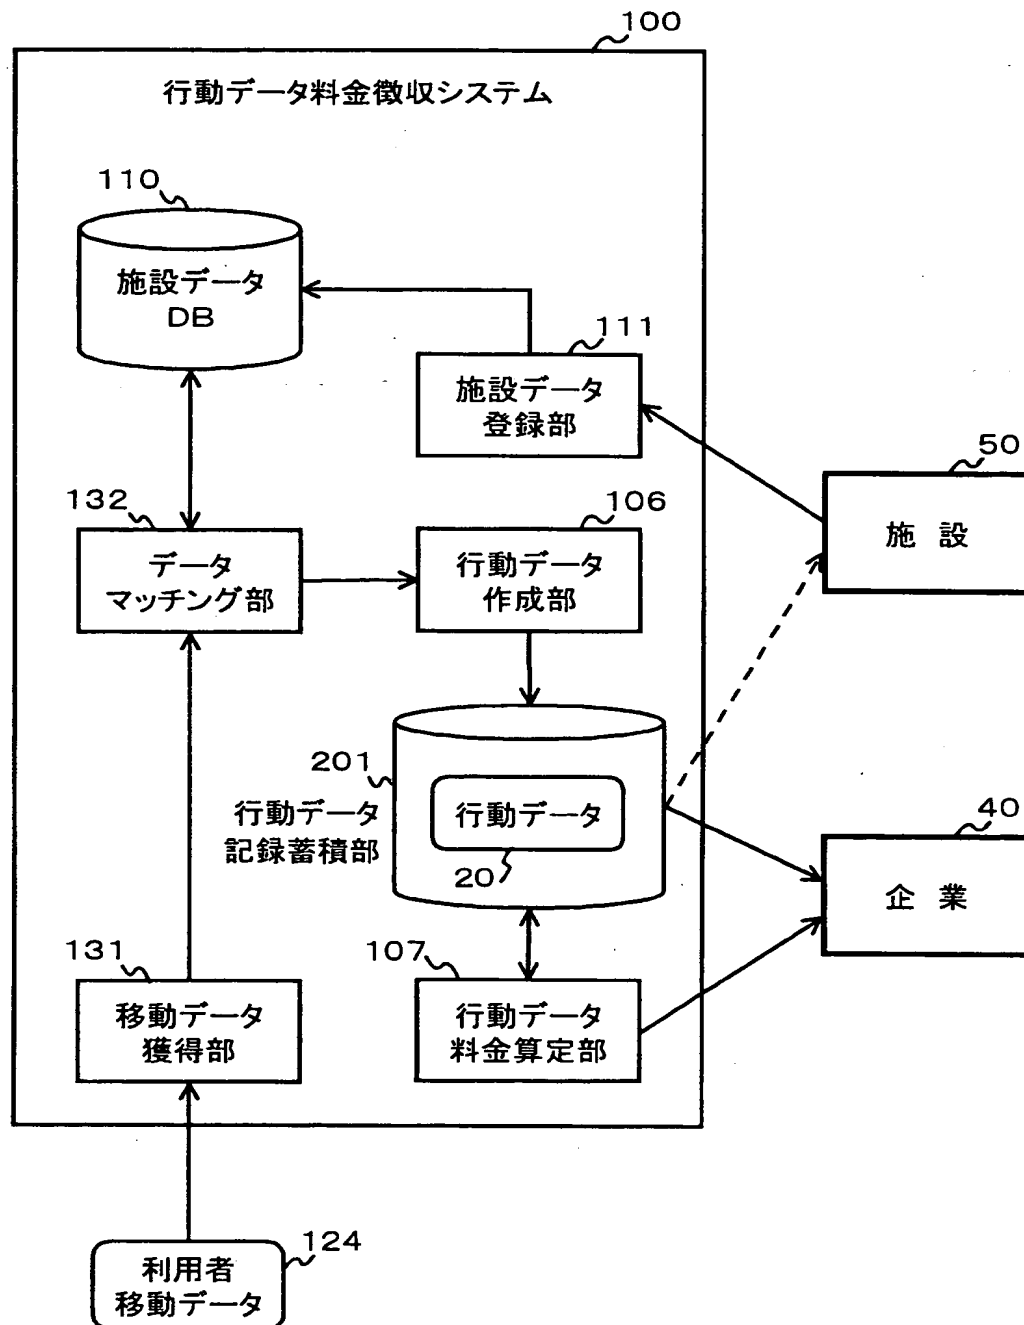 100
行動データ料金徴収システム
110
施設データ
DB
111
施設データ
登録部
50
施 設
132
データ
マッチング部
106
行動データ
作成部
201
行動データ
記録蓄積部
行動データ
20
40
企 業
131
移動データ
獲得部
107
行動データ
料金算定部
124
利用者
移動データ